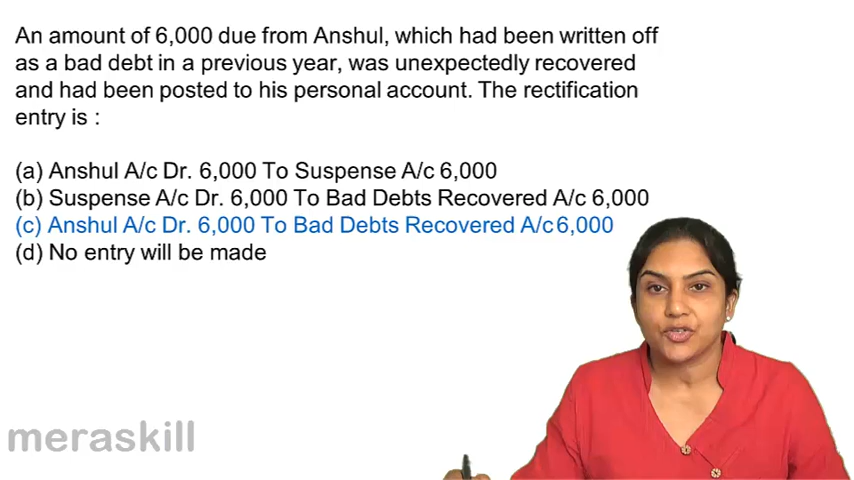 An amount of 6,000 due from Anshul, which had been written off
as a bad debt in a previous year, was unexpectedly recovered
and had been posted to his personal account. The rectification
entry is :
(a) Anshul A/c Dr. 6,000 To Suspense A/c 6,000
(b) Suspense A/c Dr. 6,000 To Bad Debts Recovered A/c 6,000
(c) Anshul A/c Dr. 6,000 To Bad Debts Recovered A/c 6,000
(d) No entry will be made
meraskill